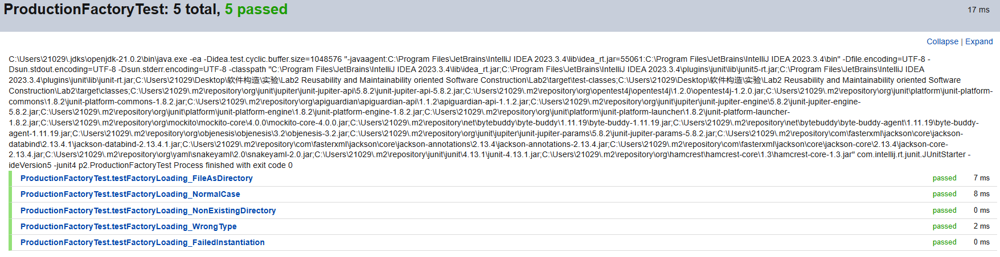 ProductionFactoryTest: 5 total, 5 passed
17 ms
Collapse | Expand
C:\Users\21029\.jdks\openjdk-21.0.2\bin\java.exe -ea -Didea.test.cyclic.buffer.size=1048576 "-javaagent:C:\Program Files\JetBrains\IntelliJ IDEA 2023.3.4\lib\idea_rt.jar=55061:C:\Program Files\JetBrains\IntelliJ IDEA 2023.3.4\bin" -Dfile.encoding=UTF-8 -
Dsun.stdout.encoding=UTF-8 -Dsun.stderr.encoding=UTF-8 -classpath "C:\Program Files\JetBrains\IntelliJ IDEA 2023.3.4\lib\idea_rt.jar;C:\Program Files\JetBrains\IntelliJ IDEA 2023.3.4\plugins\junit\lib\junit5-rt.jar;C:\Program Files\JetBrains\IntelliJ IDEA
2023.3.4\plugins\junit\lib\junit-rt.jar;C:\Users\21029\Desktop\软件构造\实验\Lab2 Reusability and Maintainability oriented Software Construction\Lab2\target\test-classes;C:\Users\21029\Desktop\软件构造\实验\Lab2 Reusability and Maintainability oriented Software
Construction\Lab2\target\classes;C:\Users\21029\.m2\repository\org\junit\jupiter\junit-jupiter-api\5.8.2\junit-jupiter-api-5.8.2.jar;C:\Users\21029\.m2\repository\org\opentest4j\opentest4j\1.2.0\opentest4j-1.2.0.jar;C:\Users\21029\.m2\repository\org\junit\platform\junit-platform-
commons\1.8.2\junit-platform-commons-1.8.2.jar;C:\Users\21029\.m2\repository\org\apiguardian\apiguardian-api\1.1.2\apiguardian-api-1.1.2.jar;C:\Users\21029\.m2\repository\org\junit\jupiter\junit-jupiter-engine\5.8.2\junit-jupiter-engine-
5.8.2.jar;C:\Users\21029\.m2\repository\org\junit\platform\junit-platform-engine\1.8.2\junit-platform-engine-1.8.2.jar;C:\Users\21029\.m2\repository\org\junit\platform\junit-platform-launcher\1.8.2\junit-platform-launcher-
1.8.2.jar;C:\Users\21029\.m2\repository\org\mockito\mockito-core\4.0.0\mockito-core-4.0.0.jar;C:\Users\21029\.m2\repository\net\bytebuddy\byte-buddy\1.11.19\byte-buddy-1.11.19.jar;C:\Users\21029\.m2\repository\net\bytebuddy\byte-buddy-agent\1.11.19\byte-buddy-
agent-1.11.19.jar;C:\Users\21029\.m2\repository\org\objenesis\objenesis\3.2\objenesis-3.2.jar;C:\Users\21029\.m2\repository\org\junit\jupiter\junit-jupiter-params\5.8.2\junit-jupiter-params-5.8.2.jar;C:\Users\21029\.m2\repository\com\fasterxml\jackson\core\jackson-
databind\2.13.4.1\jackson-databind-2.13.4.1.jar;C:\Users\21029\.m2\repository\com\fasterxml\jackson\core\jackson-annotations\2.13.4\jackson-annotations-2.13.4.jar;C:\Users\21029\.m2\repository\com\fasterxml\jackson\core\jackson-core\2.13.4\jackson-core-
2.13.4.jar;C:\Users\21029\.m2\repository\org\yaml\snakeyaml\2.0\snakeyaml-2.0.jar;C:\Users\21029\.m2\repository\junit\junit\4.13.1\junit-4.13.1.jar;C:\Users\21029\.m2\repository\org\hamcrest\hamcrest-core\1.3\hamcrest-core-1.3.jar" com.intellij.rt.junit.JUnitStarter -
ideVersion5 -junit4 p2.ProductionFactoryTest Process finished with exit code 0
ProductionFactoryTest.testFactoryLoading_FileAsDirectory passed 7 ms
ProductionFactoryTest.testFactoryLoading_NormalCase passed 8 ms
ProductionFactoryTest.testFactoryLoading_NonExistingDirectory passed 0 ms
ProductionFactoryTest.testFactoryLoading_WrongType passed 2 ms
ProductionFactoryTest.testFactoryLoading_FailedInstantiation passed 0 ms